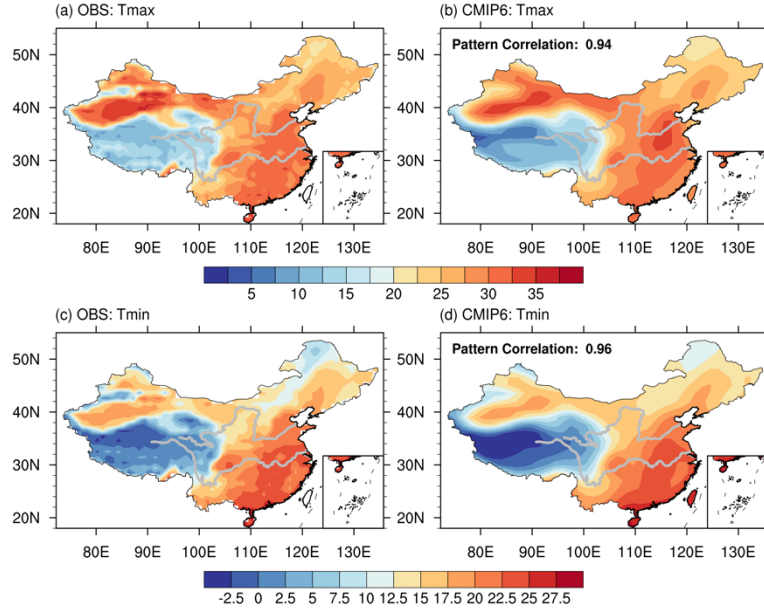 (a) OBS: Tmax
(b) CMIP6: Tmax
Pattern Correlation: 0.94
50N
40N
30N
20N
80E 90E 100E 110E 120E 130E
50N
40N
30N
20N
80E 90E 100E 110E 120E 130E
5 10 15 20 25 30 35
(c) OBS: Tmin
(d) CMIP6: Tmin
Pattern Correlation: 0.96
50N
40N
30N
20N
80E 90E 100E 110E 120E 130E
50N
40N
30N
20N
80E 90E 100E 110E 120E 130E
-2.5 0 2.5 5 7.5 10 12.5 15 17.5 20 22.5 25 27.5